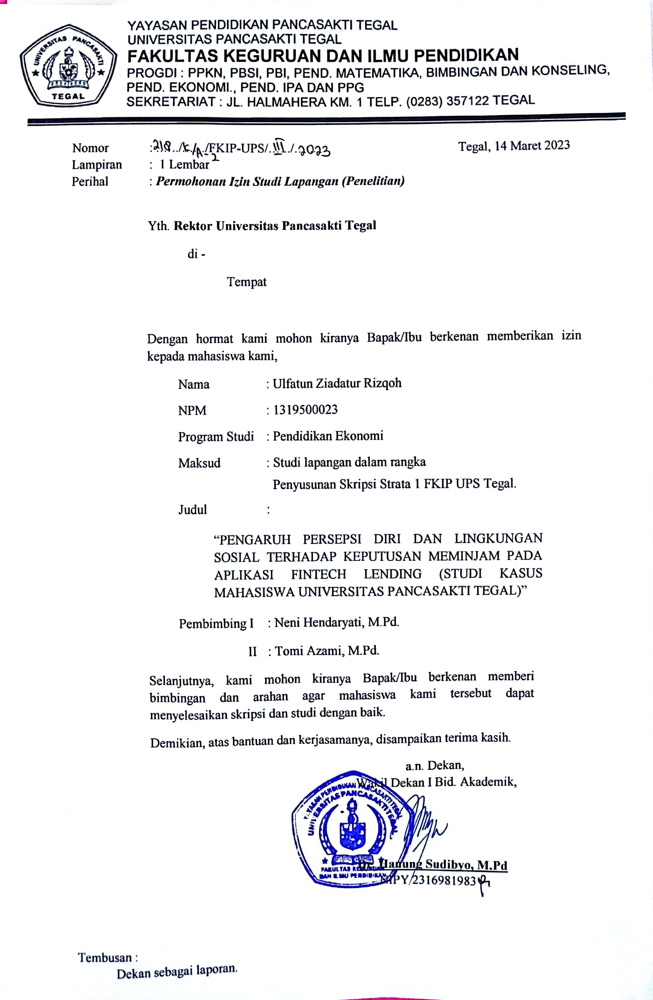 UNIVERSITAS PANCASAKTI
TEGAL
YAYASAN PENDIDIKAN PANCASAKTI TEGAL
UNIVERSITAS PANCASAKTI TEGAL
FAKULTAS KEGURUAN DAN ILMU PENDIDIKAN
PROGDI : PPKN, PBSI, PBI, PEND. MATEMATIKA, BIMBINGAN DAN KONSELING,
PEND. EKONOMI., PEND. IPA DAN PPG
SEKRETARIAT : JL. HALMAHERA KM. 1 TELP. (0283) 357122 TEGAL
Nomor : 218../K./A-2/FKIP-UPS/.III../..2023 Tegal, 14 Maret 2023
Lampiran : 1 Lembar
Perihal : Permohonan Izin Studi Lapangan (Penelitian)
Yth. Rektor Universitas Pancasakti Tegal
di -
Tempat
Dengan hormat kami mohon kiranya Bapak/Ibu berkenan memberikan izin
kepada mahasiswa kami,
Nama : Ulfatun Ziadatur Rizqoh
NPM : 1319500023
Program Studi : Pendidikan Ekonomi
Maksud : Studi lapangan dalam rangka
Penyusunan Skripsi Strata 1 FKIP UPS Tegal.
Judul :
“PENGARUH PERSEPSI DIRI DAN LINGKUNGAN
SOSIAL TERHADAP KEPUTUSAN MEMINJAM PADA
APLIKASI FINTECH LENDING (STUDI KASUS
MAHASISWA UNIVERSITAS PANCASAKTI TEGAL)”
Pembimbing I : Neni Hendaryati, M.Pd.
II : Tomi Azami, M.Pd.
Selanjutnya, kami mohon kiranya Bapak/Ibu berkenan memberi
bimbingan dan arahan agar mahasiswa kami tersebut dapat
menyelesaikan skripsi dan studi dengan baik.
Demikian, atas bantuan dan kerjasamanya, disampaikan terima kasih.
a.n. Dekan,
Wakil Dekan I Bid. Akademik,
YAYASAN PENDIDIKAN PANCASAKTI TEGAL
UNIVERSITAS PANCASAKTI TEGAL
FAKULTAS KEGURUAN
DAN ILMU PENDIDIKAN
Dr. Hanung Sudibyo, M.Pd
NIPY/2316981983
Tembusan :
Dekan sebagai laporan.